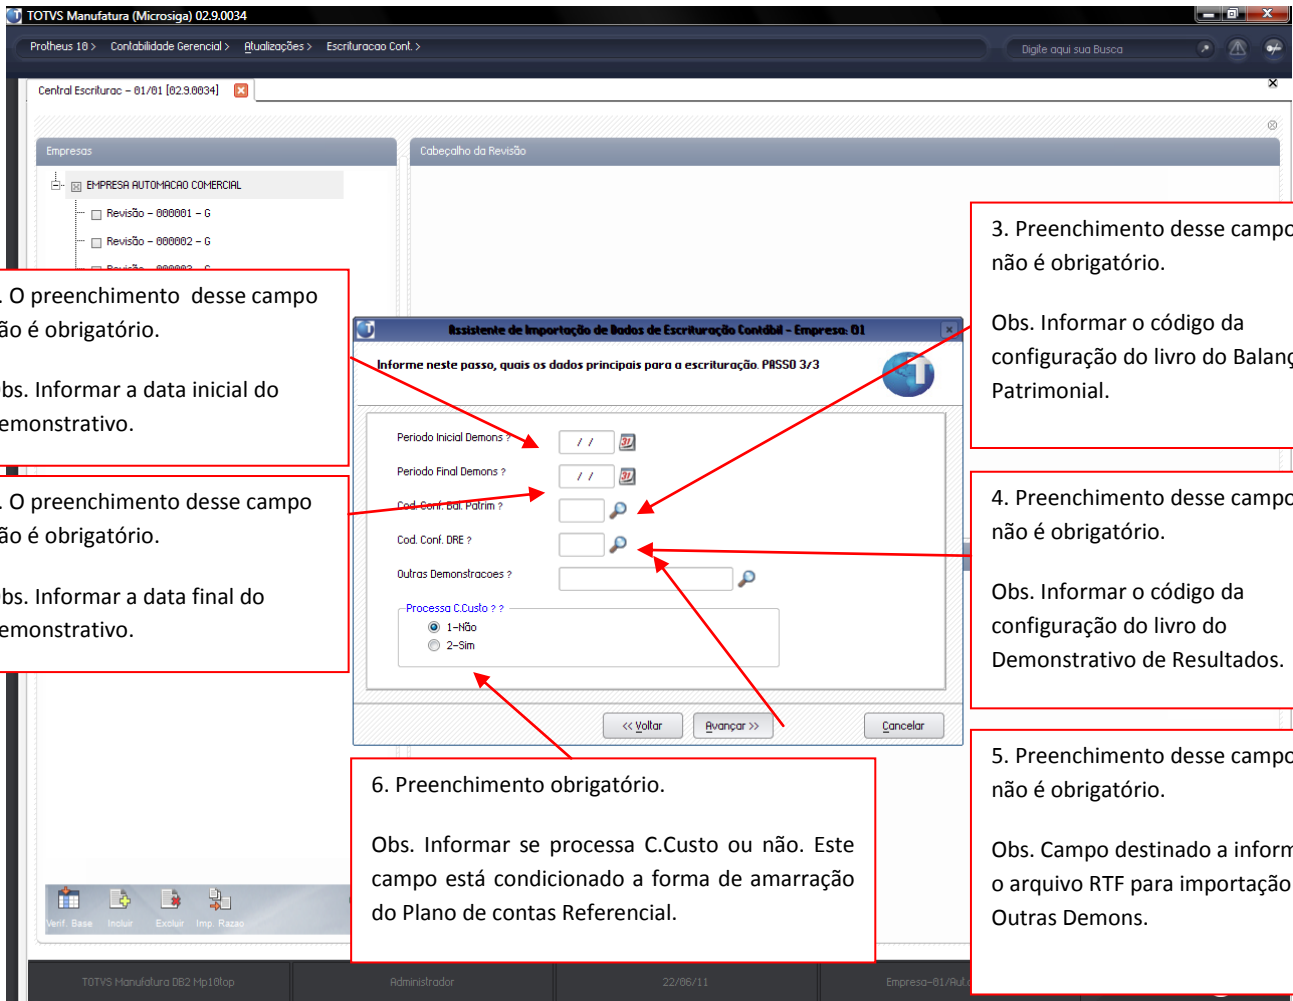 TOTVS Manufatura (Microsiga) 02.9.0034
Protheus 10 > Contabilidade Gerencial > Atualizações > Escrituracao Cont. >
Digite aqui sua Busca
Central Escriturac - 01/01 [02.9.0034]
Empresas
Cabeçalho da Revisão
EMPRESA AUTOMACAO COMERCIAL
Revisão - 000001 - G
Revisão - 000002 - G
Revisão - 000003 - G
. O preenchimento desse campo
ão é obrigatório.
bs. Informar a data inicial do
emonstrativo.
. O preenchimento desse campo
ão é obrigatório.
bs. Informar a data final do
emonstrativo.
Assistente de Importação de Dados de Escrituração Contábil - Empresa: 01
Informe neste passo, quais os dados principais para a escrituração. PASSO 3/3
Periodo Inicial Demons ?
/ /
Periodo Final Demons ?
/ /
Cod. Conf. Bal. Patrim ?
Cod. Conf. DRE ?
Outras Demonstracoes ?
Processa C.Custo ? ?
1-Não
2-Sim
<< Voltar
Avançar >>
Cancelar
3. Preenchimento desse campo
não é obrigatório.
Obs. Informar o código da
configuração do livro do Balanç
Patrimonial.
4. Preenchimento desse campo
não é obrigatório.
Obs. Informar o código da
configuração do livro do
Demonstrativo de Resultados.
5. Preenchimento desse campo
não é obrigatório.
Obs. Campo destinado a inform
o arquivo RTF para importação
Outras Demons.
6. Preenchimento obrigatório.
Obs. Informar se processa C.Custo ou não. Este
campo está condicionado a forma de amarração
do Plano de contas Referencial.
Verif. Base
Incluir
Excluir
Imp. Razao
TOTVS Manufatura DB2 Mp10top
Administrador
22/06/11
Empresa-01/Aut